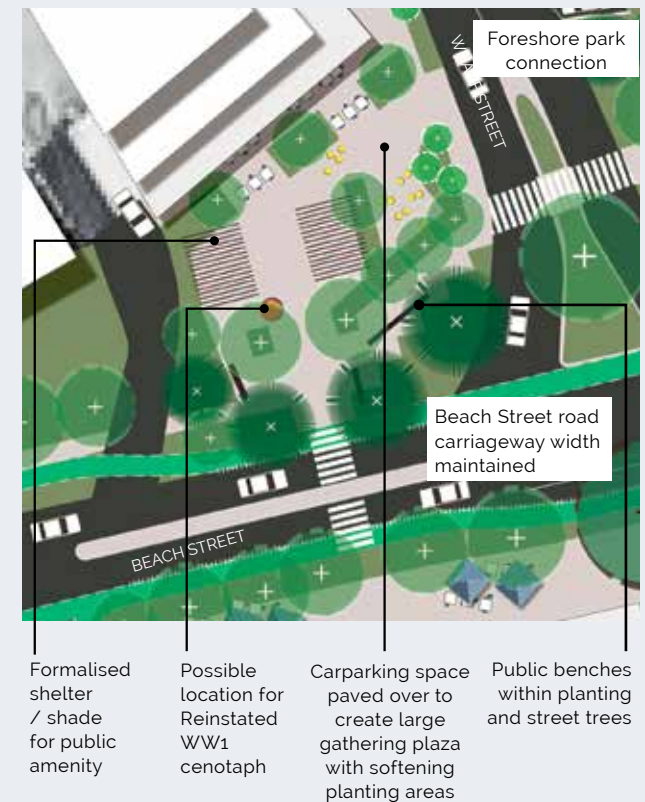 Foreshore park
connection
Beach Street road
carriageway width
maintained
BEACH STREET
Formalised
shelter
/ shade
for public
amenity
Possible
location for
Reinstated
WW1
cenotaph
Carparking space
paved over to
create large
gathering plaza
with softening
planting areas
Public benches
within planting
and street trees